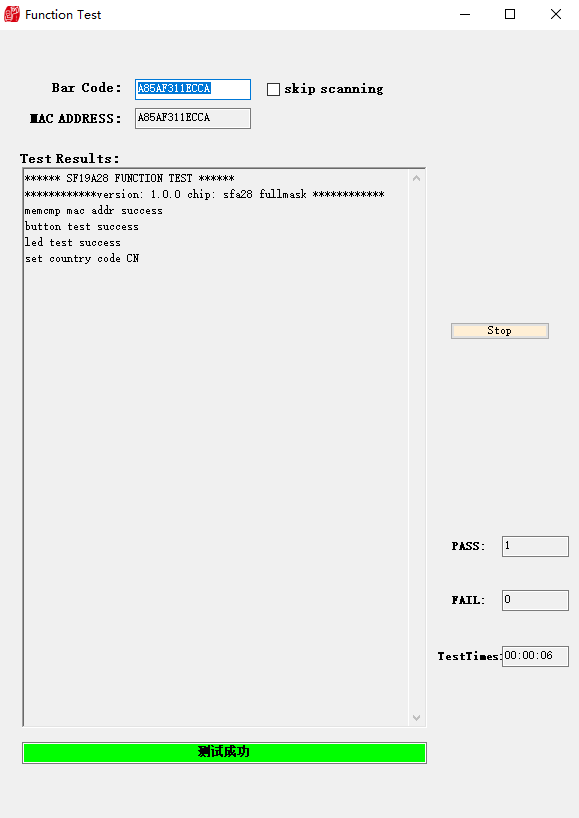 Function Test
Bar Code: A85AF311ECCA skip scanning
MAC ADDRESS: A85AF311ECCA
Test Results:
****** SF19A28 FUNCTION TEST ******
************version: 1.0.0 chip: sfa28 fullmask ************
memcmp mac addr success
button test success
led test success
set country code CN
Stop
PASS: 1
FAIL: 0
TestTimes: 00:00:06
测试成功